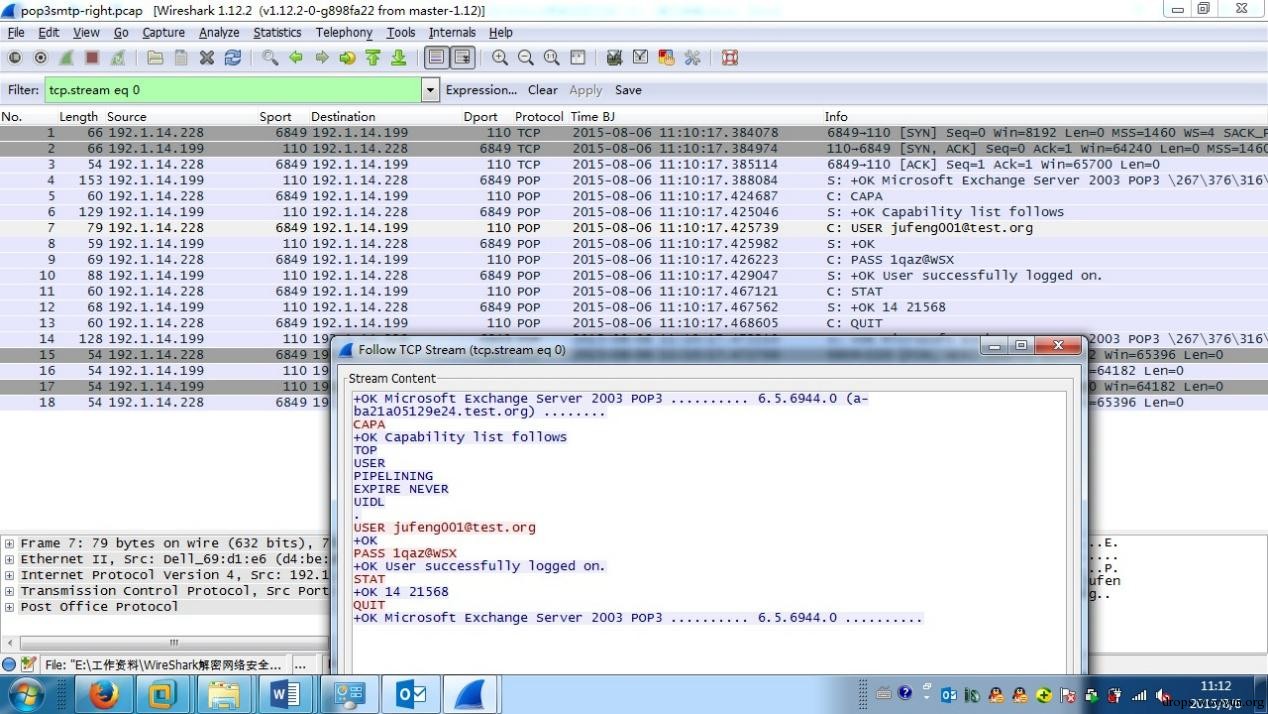 pop3smtp-right.pcap [Wireshark 1.12.2 (v1.12.2-0-g898fa22 from master-1.12)]
File Edit View Go Capture Analyze Statistics Telephony Tools Internals Help
Filter: tcp.stream eq 0 Expression... Clear Apply Save
No. Length Source Sport Destination Dport Protocol Time BJ Info
1 66 192.1.14.228 6849 192.1.14.199 110 TCP 2015-08-06 11:10:17.384078 6849→110 [SYN] Seq=0 Win=8192 Len=0 MSS=1460 WS=4 SACK_P
2 66 192.1.14.199 110 192.1.14.228 6849 TCP 2015-08-06 11:10:17.384974 110→6849 [SYN, ACK] Seq=0 Ack=1 Win=64240 Len=0 MSS=1460
3 54 192.1.14.228 6849 192.1.14.199 110 TCP 2015-08-06 11:10:17.385114 6849→110 [ACK] Seq=1 Ack=1 Win=65700 Len=0
4 153 192.1.14.199 110 192.1.14.228 6849 POP 2015-08-06 11:10:17.388084 S: +OK Microsoft Exchange Server 2003 POP3 \267\376\316\
5 60 192.1.14.228 6849 192.1.14.199 110 POP 2015-08-06 11:10:17.424687 C: CAPA
6 129 192.1.14.199 110 192.1.14.228 6849 POP 2015-08-06 11:10:17.425046 S: +OK Capability list follows
7 79 192.1.14.228 6849 192.1.14.199 110 POP 2015-08-06 11:10:17.425739 C: USER jufeng001@test.org
8 59 192.1.14.199 110 192.1.14.228 6849 POP 2015-08-06 11:10:17.425982 S: +OK
9 69 192.1.14.228 6849 192.1.14.199 110 POP 2015-08-06 11:10:17.426223 C: PASS 1qaz@WSX
10 88 192.1.14.199 110 192.1.14.228 6849 POP 2015-08-06 11:10:17.429047 S: +OK User successfully logged on.
11 60 192.1.14.228 6849 192.1.14.199 110 POP 2015-08-06 11:10:17.467121 C: STAT
12 68 192.1.14.199 110 192.1.14.228 6849 POP 2015-08-06 11:10:17.467562 S: +OK 14 21568
13 60 192.1.14.228 6849 192.1.14.199 110 POP 2015-08-06 11:10:17.468605 C: QUIT
14 128 192.1.14.199 110
15 54 192.1.14.228 6849 Win=65396 Len=0
16 54 192.1.14.228 6849 =64182 Len=0
17 54 192.1.14.199 110 Win=64182 Len=0
18 54 192.1.14.228 6849 =65396 Len=0
Follow TCP Stream (tcp.stream eq 0)
Stream Content
+OK Microsoft Exchange Server 2003 POP3 .......... 6.5.6944.0 (a-
ba21a05129e24.test.org) ........
CAPA
+OK Capability list follows
TOP
USER
PIPELINING
EXPIRE NEVER
UIDL
.
USER jufeng001@test.org
+OK
PASS 1qaz@WSX
+OK User successfully logged on.
STAT
+OK 14 21568
QUIT
+OK Microsoft Exchange Server 2003 POP3 .......... 6.5.6944.0 ..........
Frame 7: 79 bytes on wire (632 bits), 7
Ethernet II, Src: Dell_69:d1:e6 (d4:be:
Internet Protocol Version 4, Src: 192.1
Transmission Control Protocol, Src Port
Post Office Protocol
..E.
....
..P.
ufen
g..
File: "E:\工作资料\WireShark解密网络安全... ...
11:12
2015/8/6